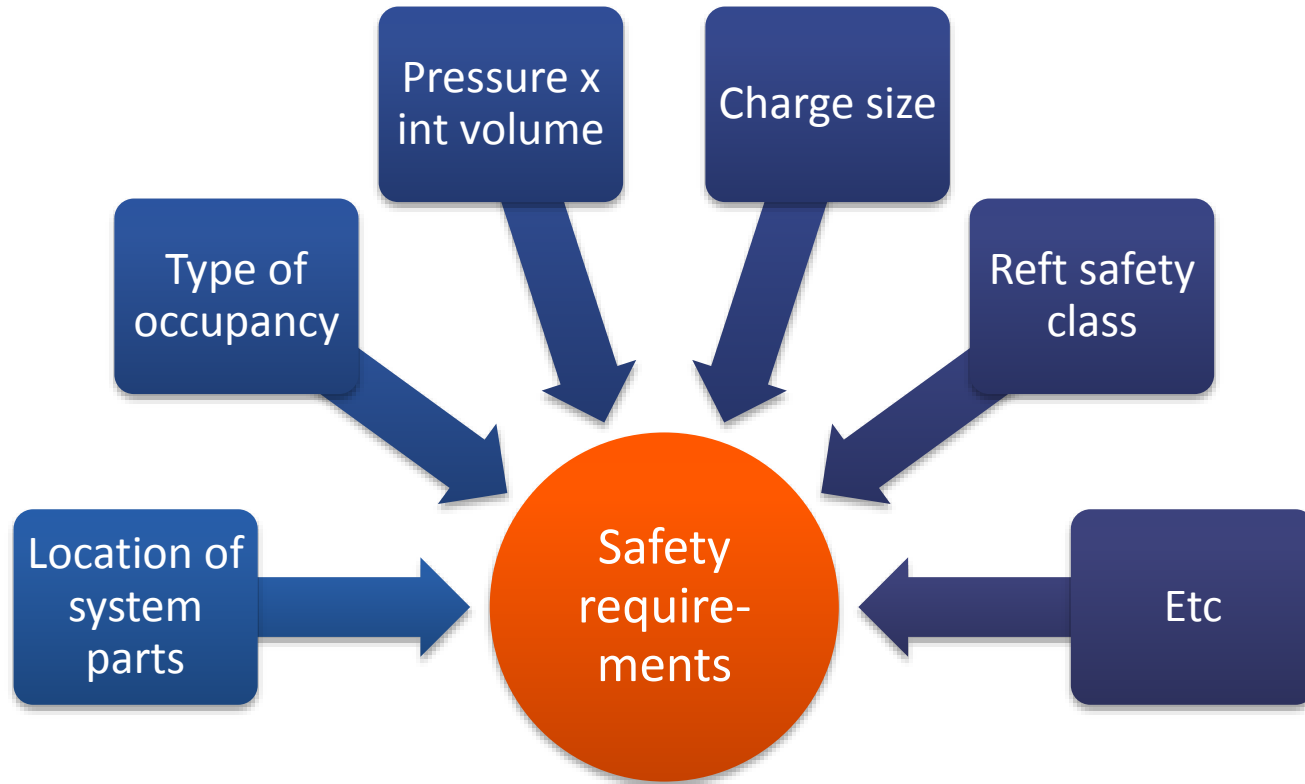 Location of
system
parts
Type of
occupancy
Pressure x
int volume
Charge size
Reft safety
class
Etc
Safety
require-
ments